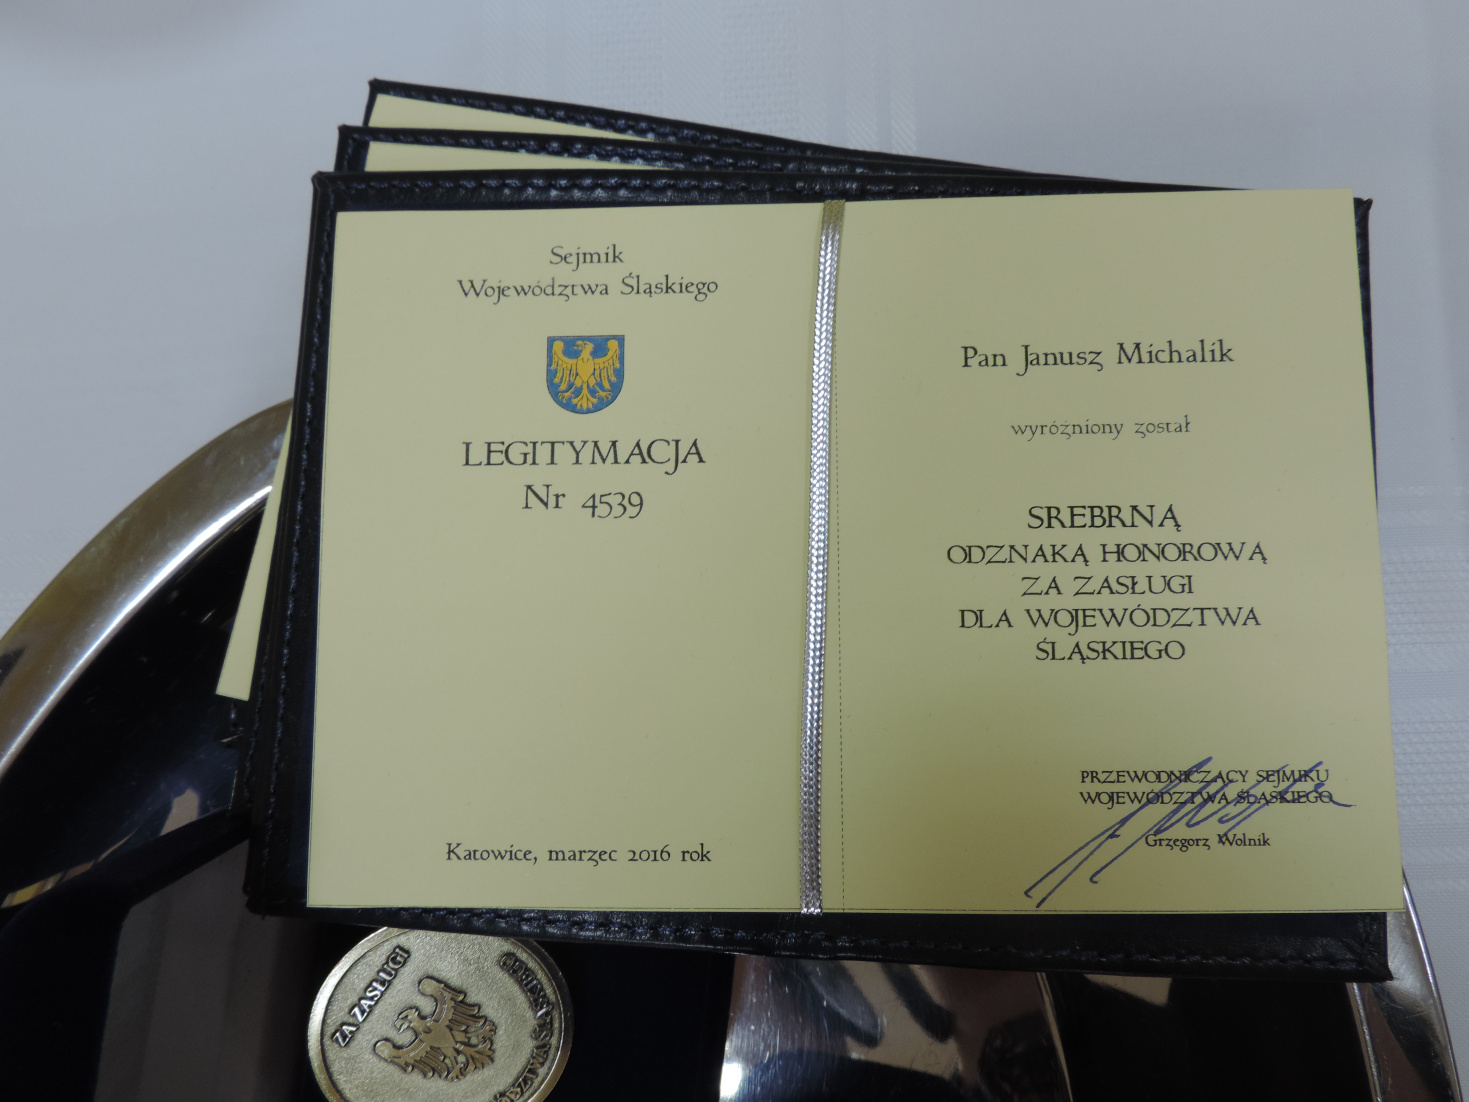 Sejmik
Województwa Śląskiego
LEGITYMACJA
Nr 4539
Katowice, marzec 2016 rok
Pan Janusz Michalik
wyróżniony został
SREBRNĄ
ODZNAKĄ HONOROWĄ
ZA ZASŁUGI
DLA WOJEWÓDZTWA
ŚLĄSKIEGO
PRZEWODNICZĄCY SEJMIKU
WOJEWÓDZTWA ŚLĄSKIEGO
Grzegorz Wolnik
ZA ZASŁUGI